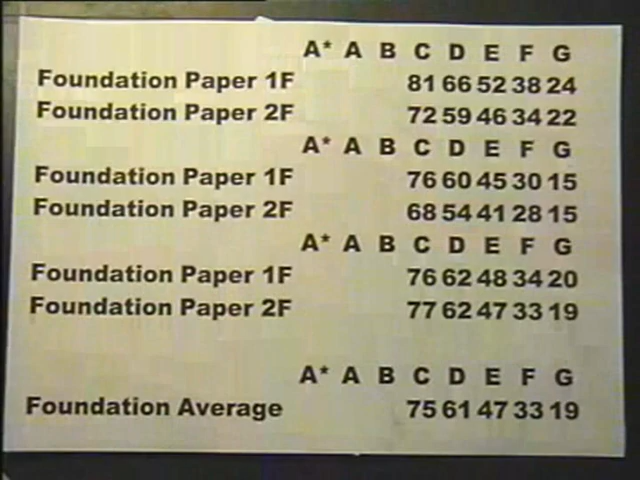 A* A B C D E F G
Foundation Paper 1F 81 66 52 38 24
Foundation Paper 2F 72 59 46 34 22
A* A B C D E F G
Foundation Paper 1F 76 60 45 30 15
Foundation Paper 2F 68 54 41 28 15
A* A B C D E F G
Foundation Paper 1F 76 62 48 34 20
Foundation Paper 2F 77 62 47 33 19
A* A B C D E F G
Foundation Average 75 61 47 33 19